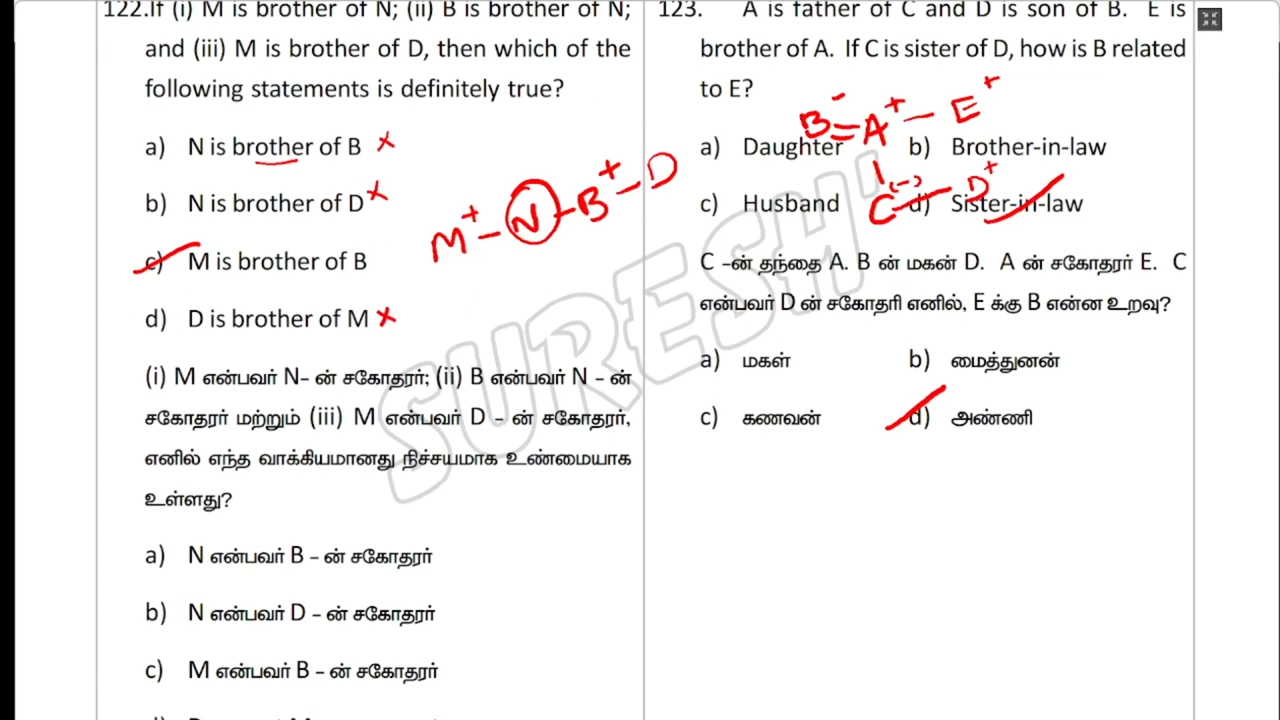 122.If (i) M is brother of N; (ii) B is brother of N;
and (iii) M is brother of D, then which of the
following statements is definitely true?
a) N is brother of B ×
b) N is brother of D ×
c) M is brother of B
d) D is brother of M ×
M+ – N – B+ – D
(i) M என்பவர் N– ன் சகோதரர்; (ii) B என்பவர் N – ன்
சகோதரர் மற்றும் (iii) M என்பவர் D – ன் சகோதரர்,
எனில் எந்த வாக்கியமானது நிச்சயமாக உண்மையாக
உள்ளது?
a) N என்பவர் B – ன் சகோதரர்
b) N என்பவர் D – ன் சகோதரர்
c) M என்பவர் B – ன் சகோதரர்
123. A is father of C and D is son of B. E is
brother of A. If C is sister of D, how is B related
to E?
B- = A+ – E+
a) Daughter b) Brother-in-law
C(-) – D+
c) Husband d) Sister-in-law
C –ன் தந்தை A. B ன் மகன் D. A ன் சகோதரர் E. C
என்பவர் D ன் சகோதரி எனில், E க்கு B என்ன உறவு?
a) மகள் b) மைத்துனன்
c) கணவன் d) அண்ணி
SURESH'